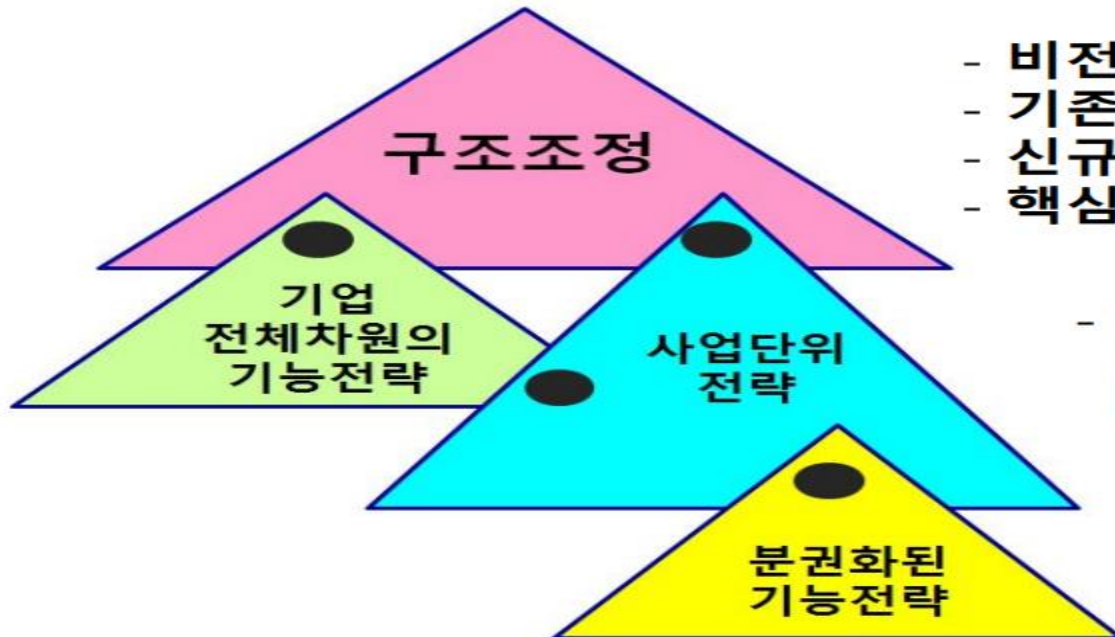 구조조정
- 비전
- 기존
- 신규
- 핵심
기업
전체차원의
기능전략
-
사업단위
전략
분권화된
기능전략